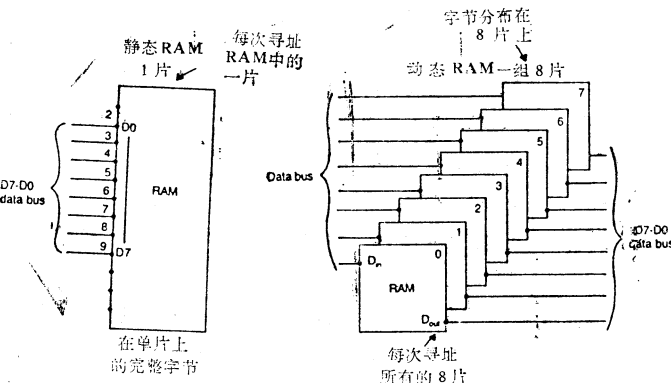 静态RAM
1片
每次寻址
RAM中的
一片
2
D0
3
4
5
6
7
8
9
D7
D7-D0
data bus
RAM
在单片上
的完整字节
字节分布在
8片上
动态 RAM一组8片
Data bus
7
6
5
4
3
2
1
0
Din
RAM
Dout
D7-D0
data bus
每次寻址
所有的8片